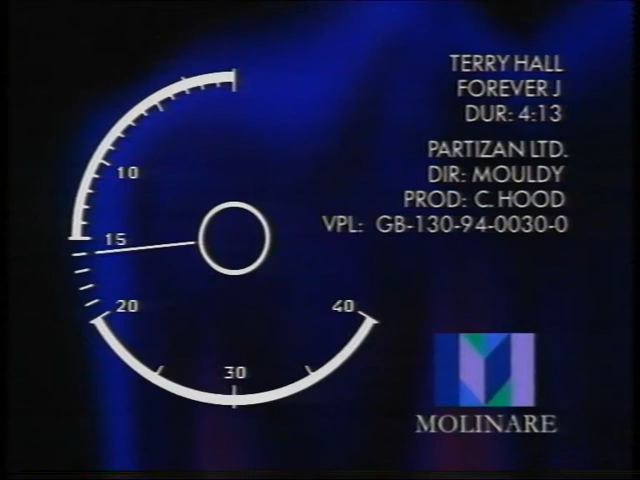 TERRY HALL
FOREVER J
DUR: 4:13
PARTIZAN LTD.
DIR: MOULDY
PROD: C. HOOD
VPL: GB-130-94-0030-0
10
15
20
40
30
MOLINARE